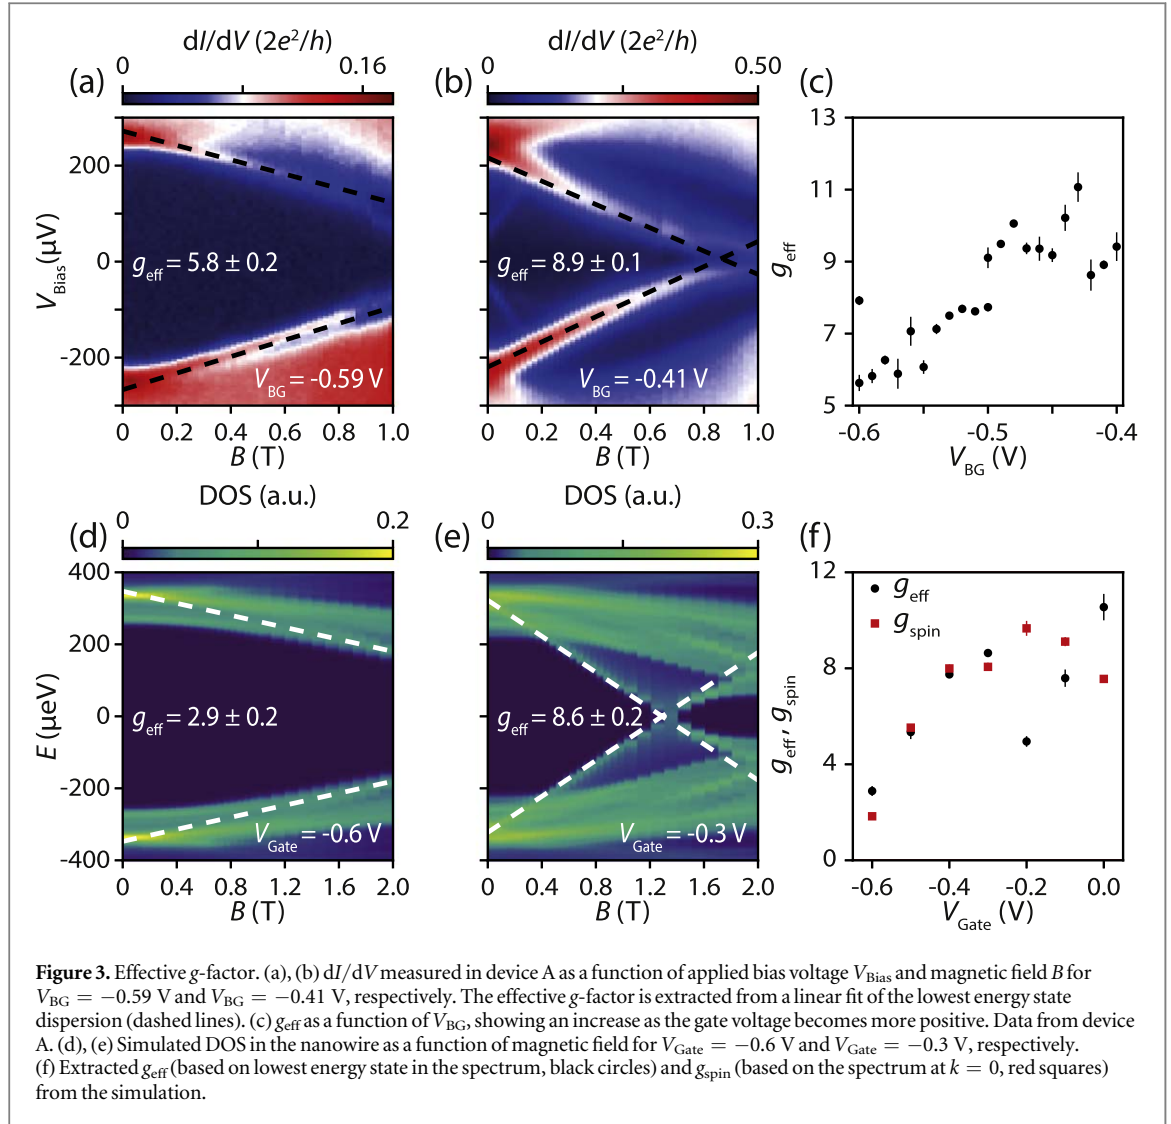 dI/dV (2e²/h)
0 0.16
(a)
200
0
-200
V_Bias (µV)
g_eff = 5.8 ± 0.2
V_BG = -0.59 V
0 0.2 0.4 0.6 0.8 1.0
B (T)
dI/dV (2e²/h)
0 0.50
(b)
g_eff = 8.9 ± 0.1
V_BG = -0.41 V
0 0.2 0.4 0.6 0.8 1.0
B (T)
(c)
13
11
9
7
5
g_eff
-0.6 -0.5 -0.4
V_BG (V)
DOS (a.u.)
0 0.2
(d)
400
200
0
-200
-400
E (µeV)
g_eff = 2.9 ± 0.2
V_Gate = -0.6 V
0 0.4 0.8 1.2 1.6 2.0
B (T)
DOS (a.u.)
0 0.3
(e)
g_eff = 8.6 ± 0.2
V_Gate = -0.3 V
0 0.4 0.8 1.2 1.6 2.0
B (T)
(f)
12
8
4
0
g_eff, g_spin
g_eff
g_spin
-0.6 -0.4 -0.2 0.0
V_Gate (V)
Figure 3. Effective g-factor. (a), (b) dI/dV measured in device A as a function of applied bias voltage V_Bias and magnetic field B for
V_BG = −0.59 V and V_BG = −0.41 V, respectively. The effective g-factor is extracted from a linear fit of the lowest energy state
dispersion (dashed lines). (c) g_eff as a function of V_BG, showing an increase as the gate voltage becomes more positive. Data from device
A. (d), (e) Simulated DOS in the nanowire as a function of magnetic field for V_Gate = −0.6 V and V_Gate = −0.3 V, respectively.
(f) Extracted g_eff (based on lowest energy state in the spectrum, black circles) and g_spin (based on the spectrum at k = 0, red squares)
from the simulation.